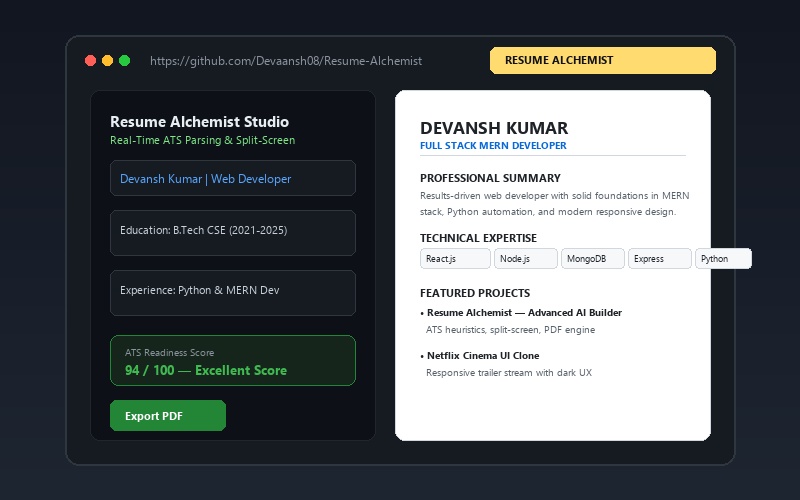 https://github.com/Devaansh08/Resume-Alchemist
RESUME ALCHEMIST
Resume Alchemist Studio
Real-Time ATS Parsing & Split-Screen
Devansh Kumar | Web Developer
Education: B.Tech CSE (2021-2025)
Experience: Python & MERN Dev
ATS Readiness Score
94 / 100 — Excellent Score
Export PDF
DEVANSH KUMAR
FULL STACK MERN DEVELOPER
PROFESSIONAL SUMMARY
Results-driven web developer with solid foundations in MERN
stack, Python automation, and modern responsive design.
TECHNICAL EXPERTISE
React.js Node.js MongoDB Express Python
FEATURED PROJECTS
• Resume Alchemist — Advanced AI Builder
ATS heuristics, split-screen, PDF engine
• Netflix Cinema UI Clone
Responsive trailer stream with dark UX